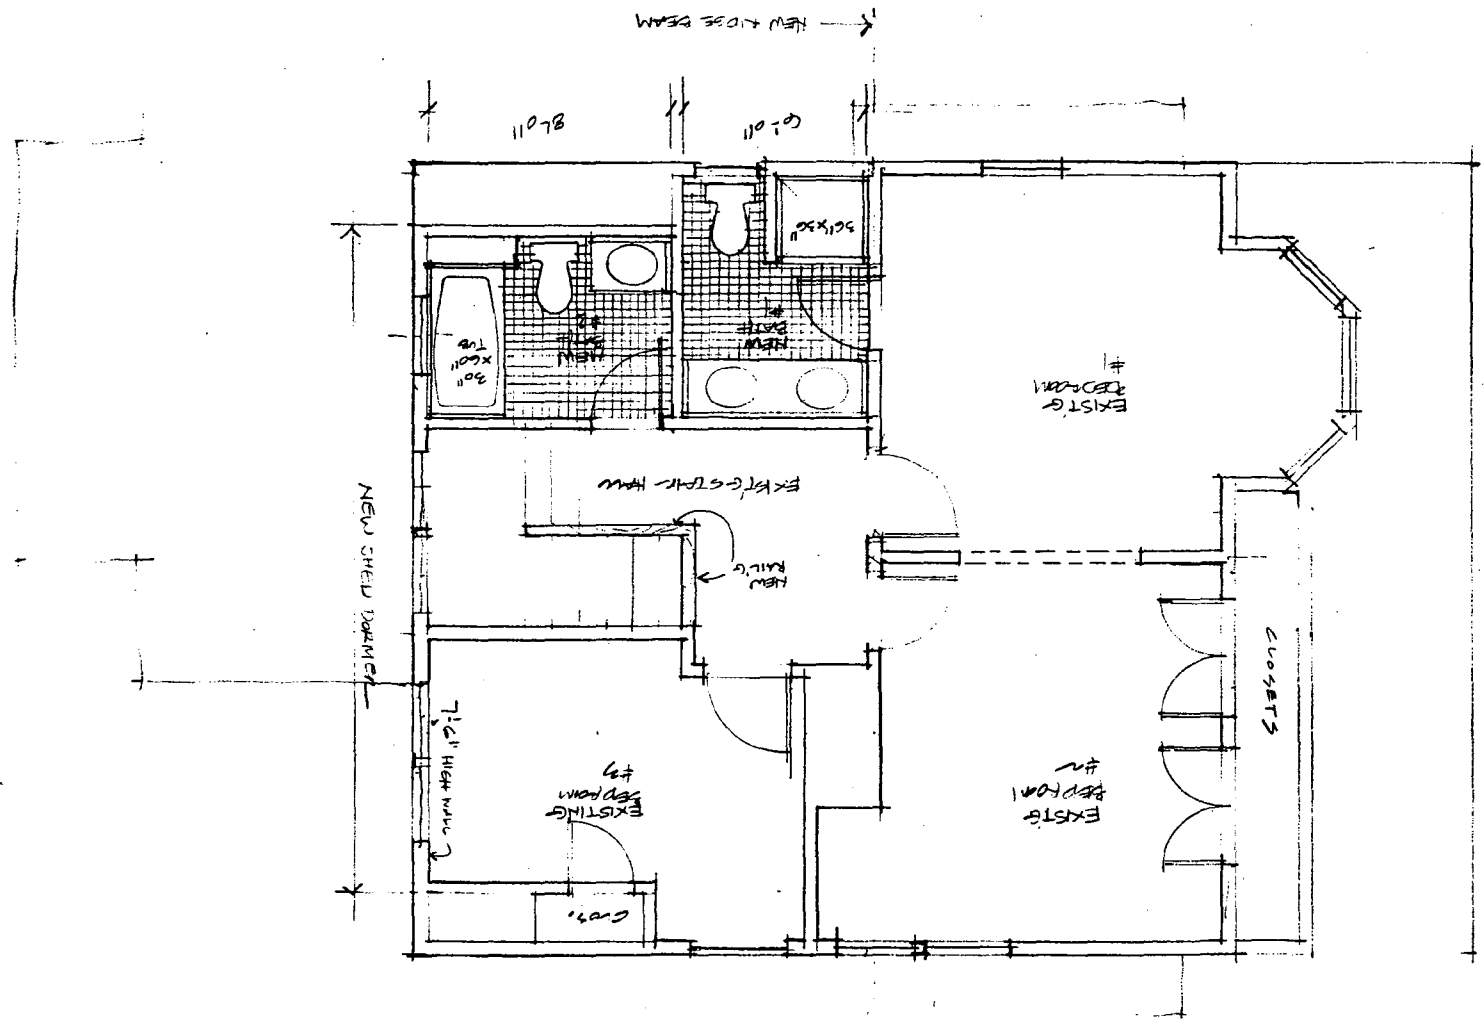 NEW RIDGE BEAM
8'-0"
6'-0"
36"x36"
NEW
BATH
#2
NEW
BATH
#1
30"
x60"
TUB
EXIST'G
BEDROOM
#1
EXIST'G STAIR HALL
NEW
RAIL'G
NEW SHED DORMER
CLOSETS
7'-6" HIGH WALL
EXISTING
BEDROOM
#3
EXIST'G
BEDROOM
#2
CLOS.